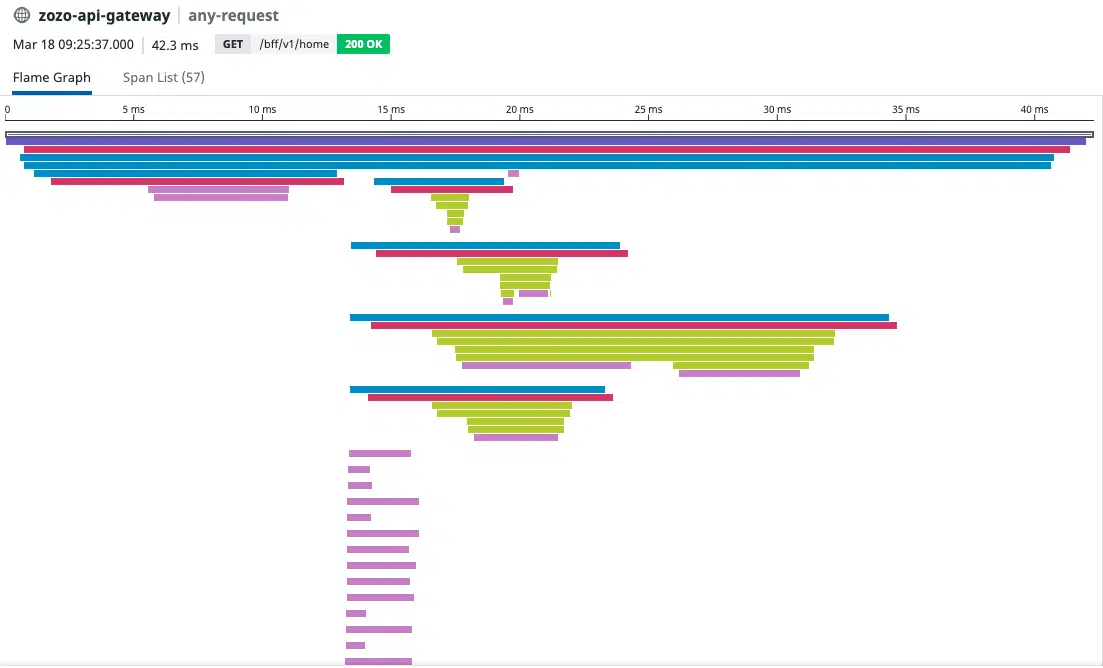 zozo-api-gateway any-request
Mar 18 09:25:37.000 42.3 ms GET /bff/v1/home 200 OK
Flame Graph Span List (57)
0 5 ms 10 ms 15 ms 20 ms 25 ms 30 ms 35 ms 40 ms